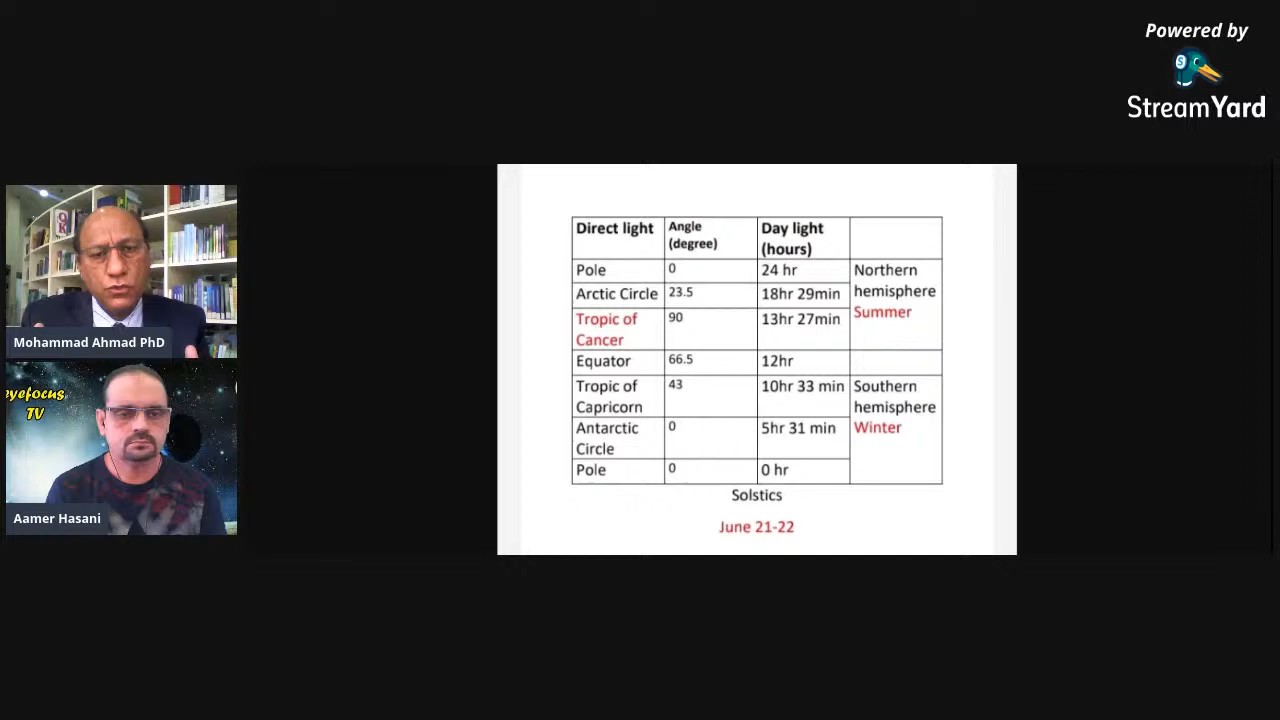 Powered by
StreamYard
Mohammad Ahmad PhD
eyefocus
TV
Aamer Hasani
Direct light Angle (degree) Day light (hours)
Pole 0 24 hr Northern hemisphere Summer
Arctic Circle 23.5 18hr 29min
Tropic of Cancer 90 13hr 27min
Equator 66.5 12hr
Tropic of Capricorn 43 10hr 33 min Southern hemisphere Winter
Antarctic Circle 0 5hr 31 min
Pole 0 0 hr
Solstics
June 21-22